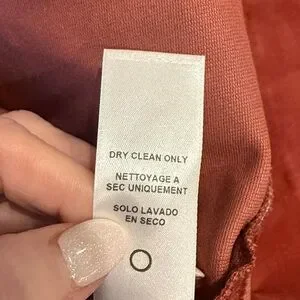 DRY CLEAN ONLY
NETTOYAGE A
SEC UNIQUEMENT
SOLO LAVADO
EN SECO